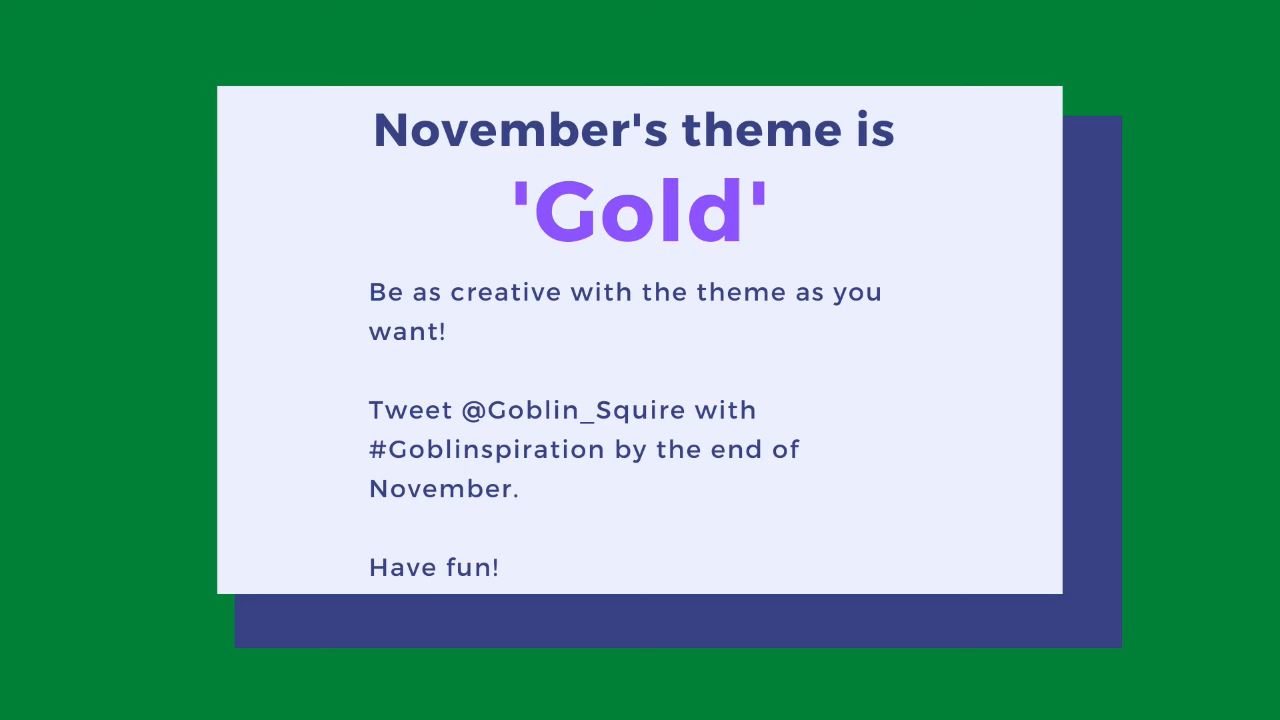 November's theme is
'Gold'
Be as creative with the theme as you
want!
Tweet @Goblin_Squire with
#Goblinspiration by the end of
November.
Have fun!